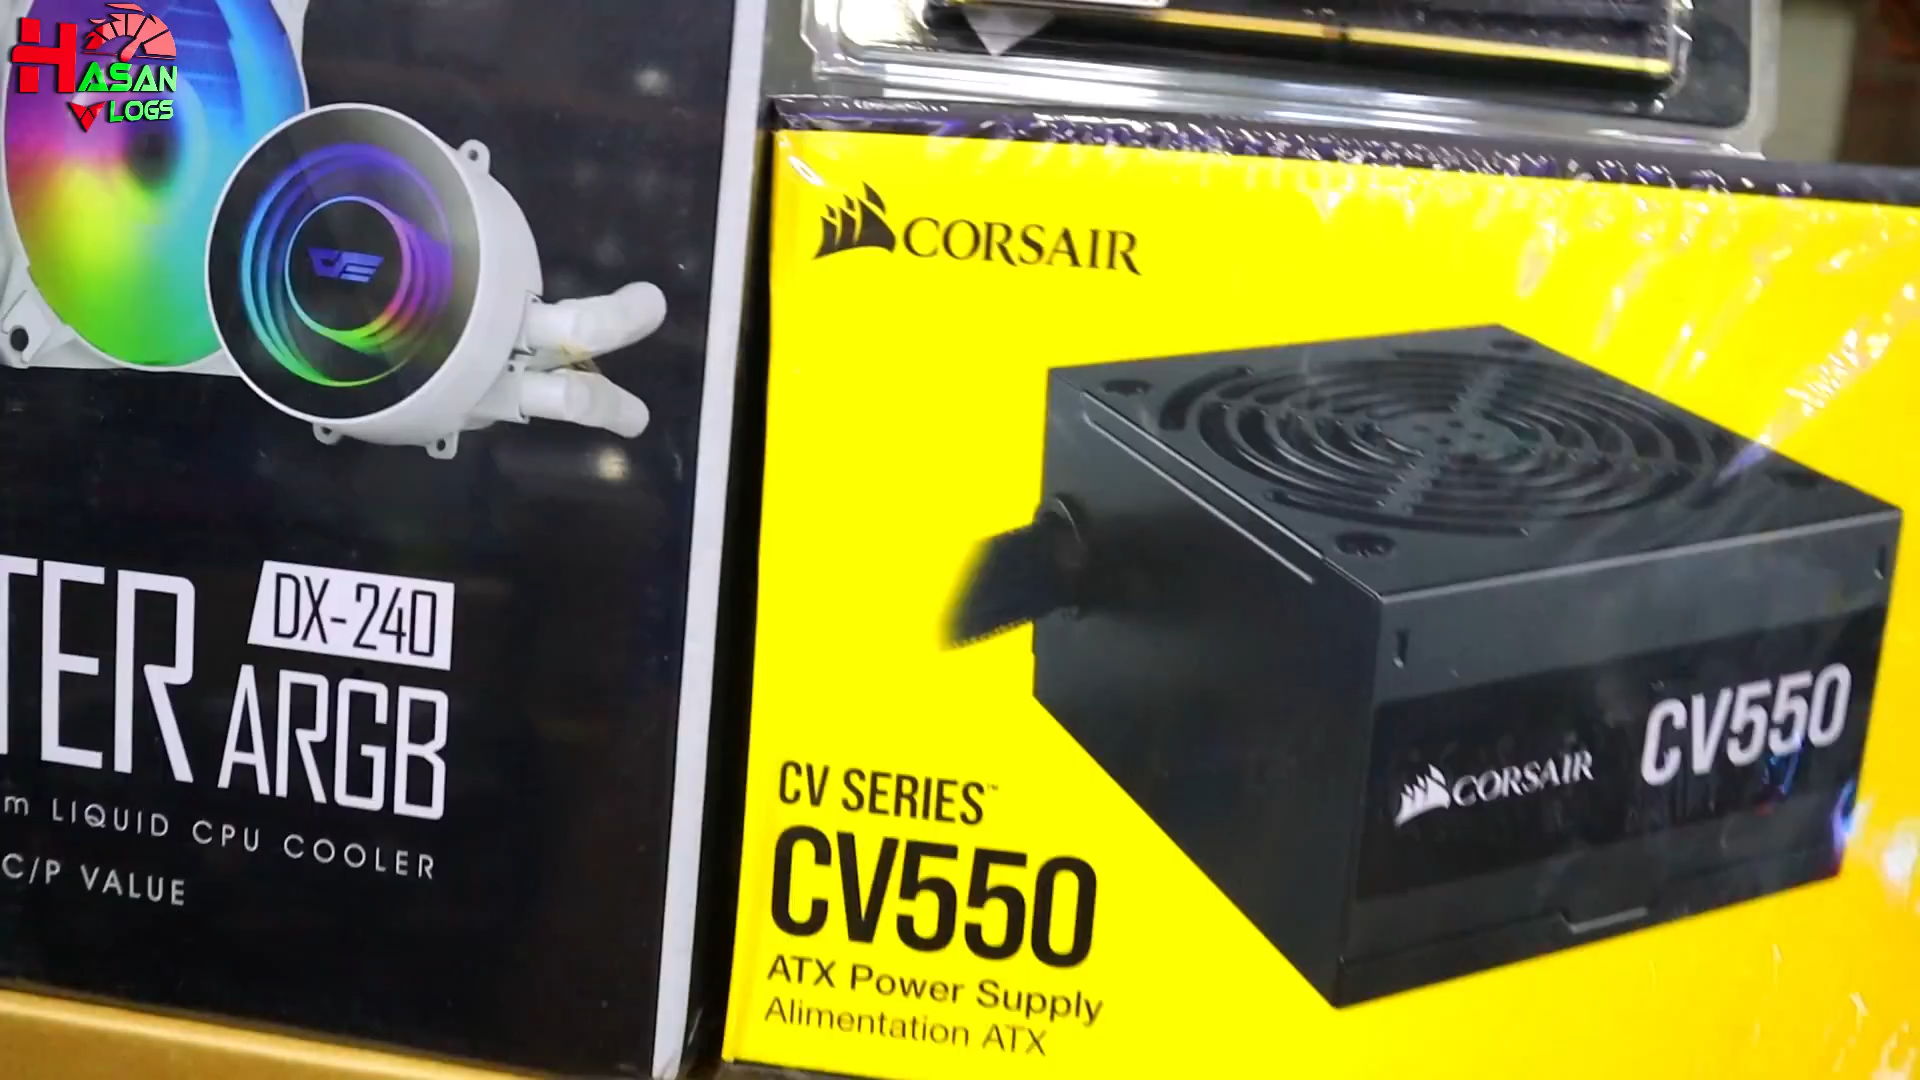 HASAN
LOGS
TER
DX-240
ARGB
m LIQUID CPU COOLER
C/P VALUE
CORSAIR
CORSAIR
CV550
CV SERIES™
CV550
ATX Power Supply
Alimentation ATX